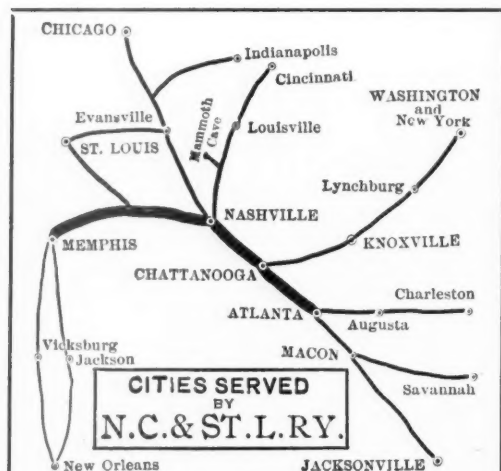 CHICAGO
Indianapolis
Cincinnati
WASHINGTON
and
New York
Evansville
Mammoth
Cave
Louisville
ST. LOUIS
Lynchburg
NASHVILLE
MEMPHIS
KNOXVILLE
CHATTANOOGA
Charleston
ATLANTA
Augusta
Vicksburg
Jackson
MACON
Savannah
CITIES SERVED
BY
N.C. & ST. L. RY.
New Orleans
JACKSONVILLE